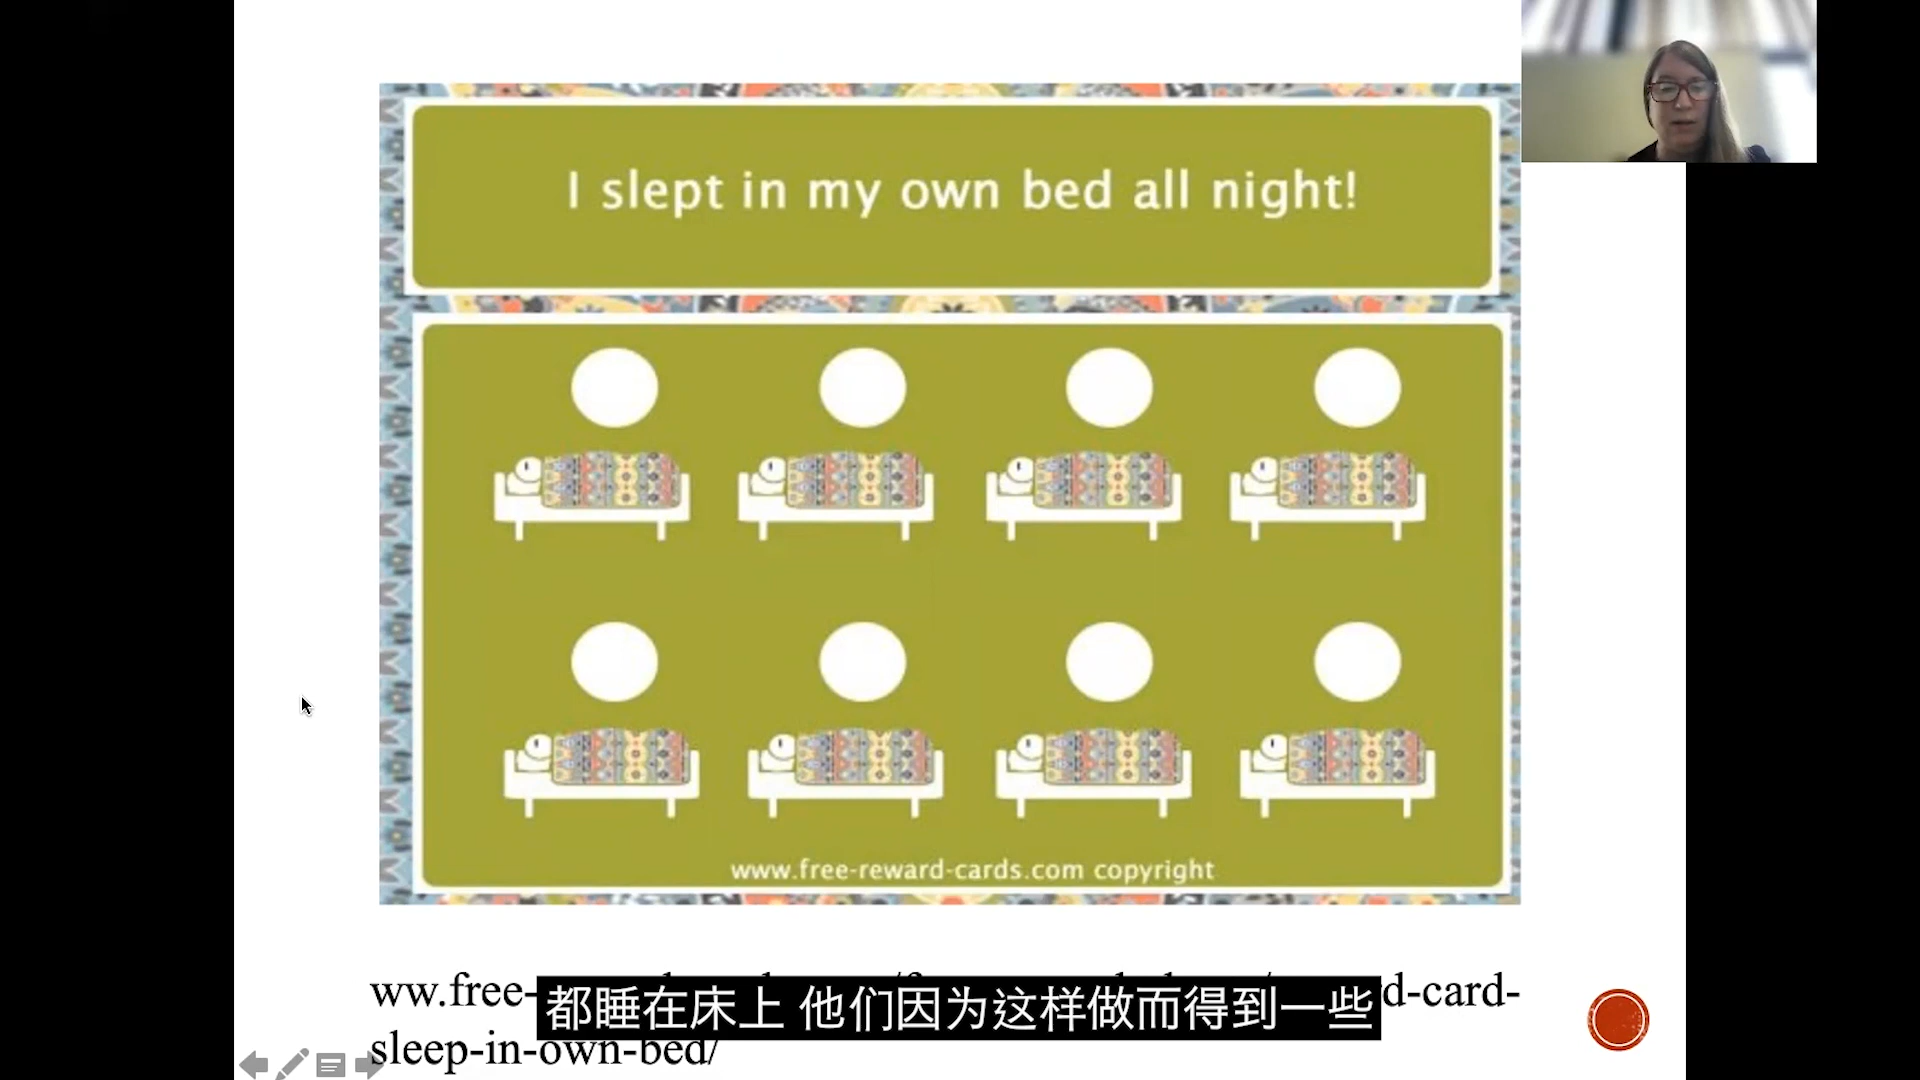 I slept in my own bed all night!
www.free-reward-cards.com copyright
ww.free- d-card-
sleep-in-own-bed/
都睡在床上 他们因为这样做而得到一些